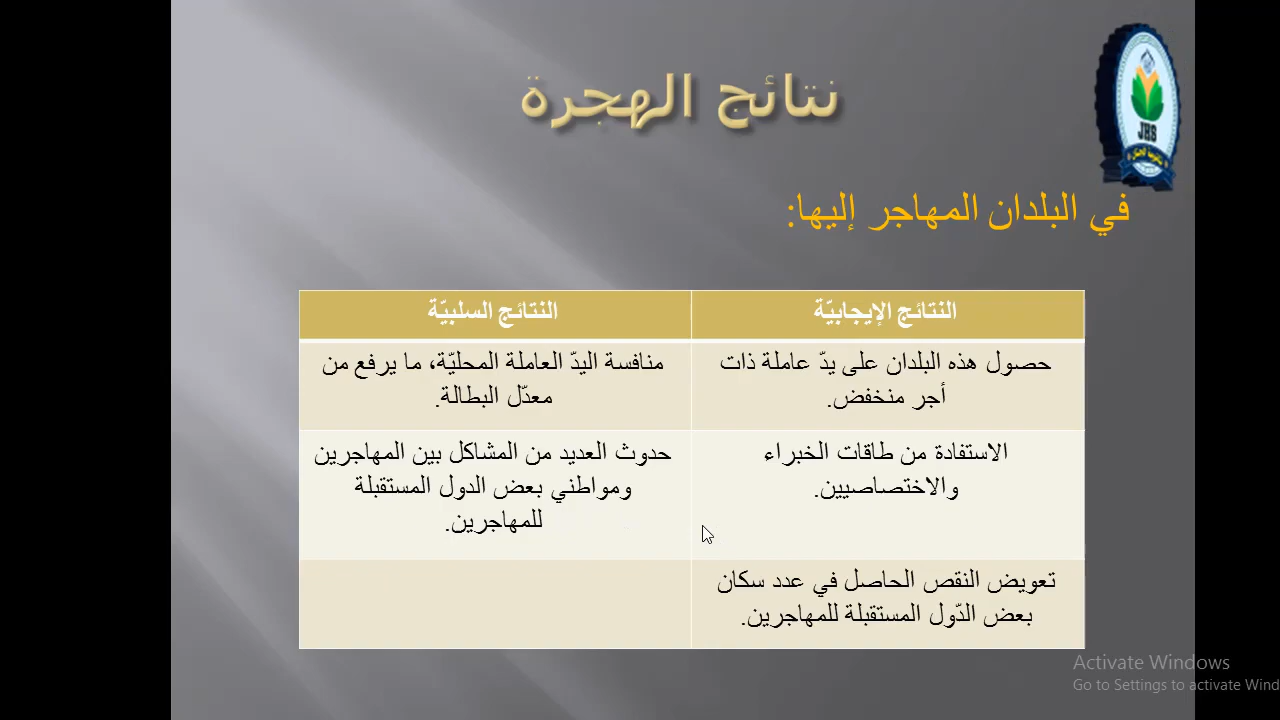 نتائج الهجرة
JHS
في البلدان المهاجر إليها:
النتائج الإيجابيّة
النتائج السلبيّة
حصول هذه البلدان على يدّ عاملة ذات
أجر منخفض.
منافسة اليدّ العاملة المحليّة، ما يرفع من
معدّل البطالة.
الاستفادة من طاقات الخبراء
والاختصاصيين.
حدوث العديد من المشاكل بين المهاجرين
ومواطني بعض الدول المستقبلة
للمهاجرين.
تعويض النقص الحاصل في عدد سكان
بعض الدّول المستقبلة للمهاجرين.
Activate Windows
Go to Settings to activate Wind